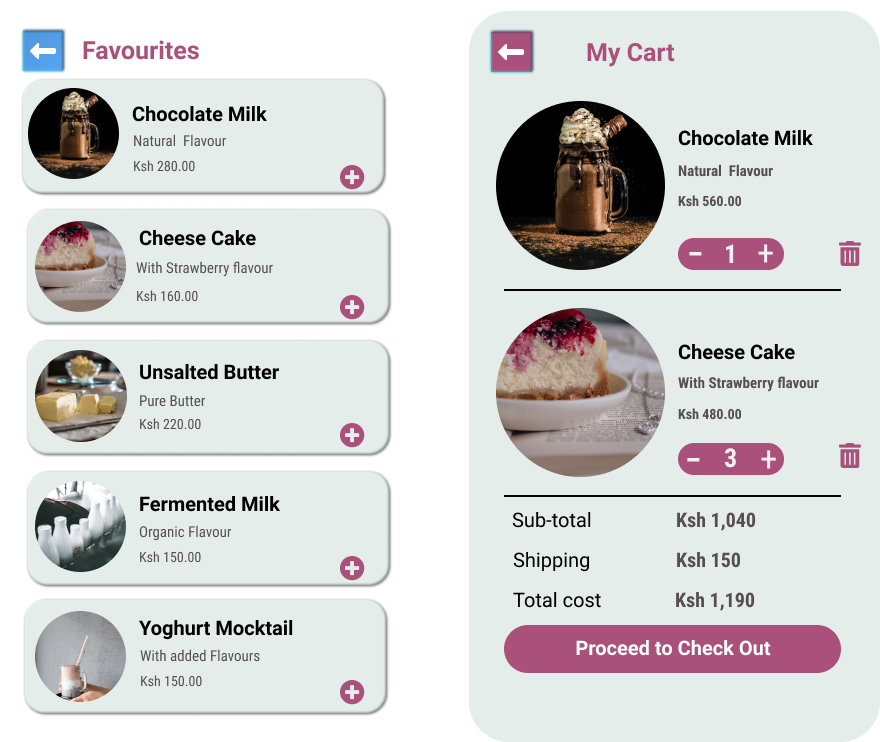 Favourites
Chocolate Milk
Natural Flavour
Ksh 280.00
Cheese Cake
With Strawberry flavour
Ksh 160.00
Unsalted Butter
Pure Butter
Ksh 220.00
Fermented Milk
Organic Flavour
Ksh 150.00
Yoghurt Mocktail
With added Flavours
Ksh 150.00
My Cart
Chocolate Milk
Natural Flavour
Ksh 560.00
− 1 +
Cheese Cake
With Strawberry flavour
Ksh 480.00
− 3 +
Sub-total Ksh 1,040
Shipping Ksh 150
Total cost Ksh 1,190
Proceed to Check Out